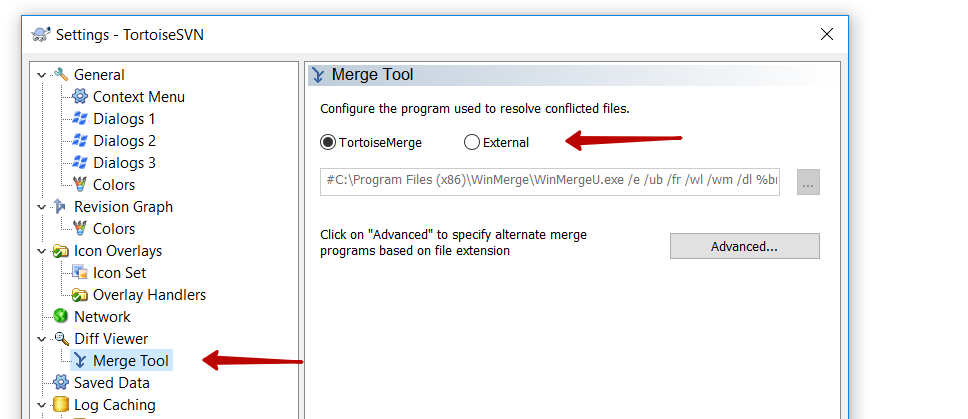 Settings - TortoiseSVN
General
Context Menu
Dialogs 1
Dialogs 2
Dialogs 3
Colors
Revision Graph
Colors
Icon Overlays
Icon Set
Overlay Handlers
Network
Diff Viewer
Merge Tool
Saved Data
Log Caching
Merge Tool
Configure the program used to resolve conflicted files.
TortoiseMerge External
#C:\Program Files (x86)\WinMerge\WinMergeU.exe /e /ub /fr /wl /wm /dl %b
...
Click on "Advanced" to specify alternate merge
programs based on file extension
Advanced...